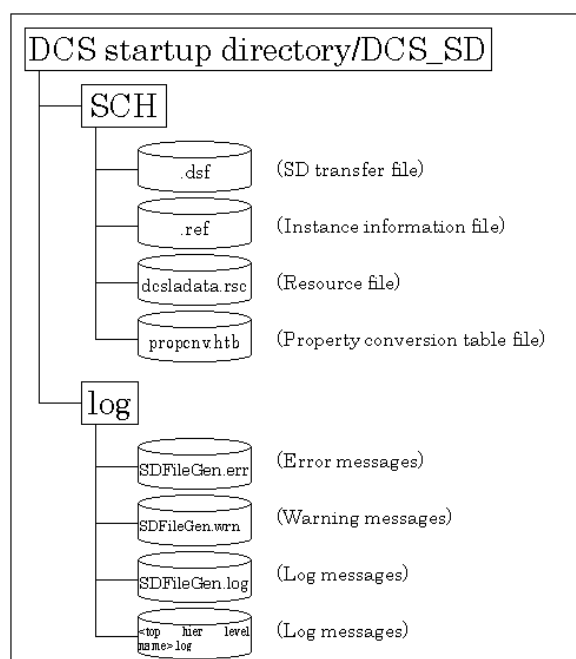 DCS startup directory/DCS_SD
SCH
.dsf (SD transfer file)
.ref (Instance information file)
dcsladata.rsc (Resource file)
propcnv.htb (Property conversion table file)
log
SDFileGen.err (Error messages)
SDFileGen.wrn (Warning messages)
SDFileGen.log (Log messages)
<top hier level
name>.log (Log messages)